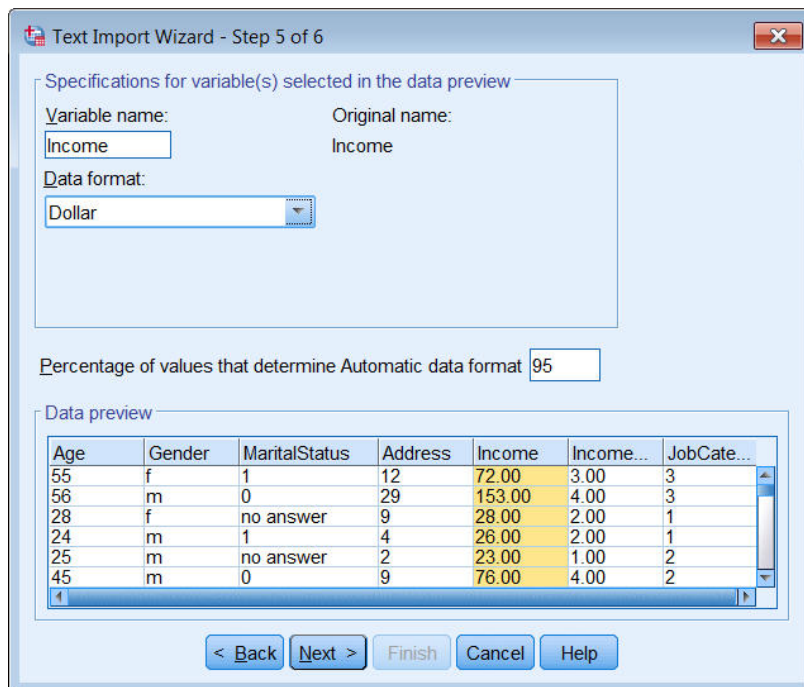 Text Import Wizard - Step 5 of 6
Specifications for variable(s) selected in the data preview
Variable name: Original name:
Income Income
Data format:
Dollar
Percentage of values that determine Automatic data format 95
Data preview
Age Gender MaritalStatus Address Income Income... JobCate...
55 f 1 12 72.00 3.00 3
56 m 0 29 153.00 4.00 3
28 f no answer 9 28.00 2.00 1
24 m 1 4 26.00 2.00 1
25 m no answer 2 23.00 1.00 2
45 m 0 9 76.00 4.00 2
< Back Next > Finish Cancel Help